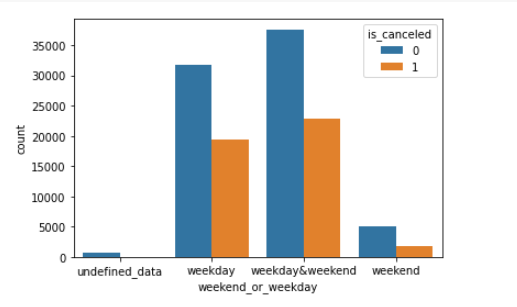 is_canceled
0
1
35000
30000
25000
20000
15000
10000
5000
0
count
undefined_data weekday weekday&weekend weekend
weekend_or_weekday